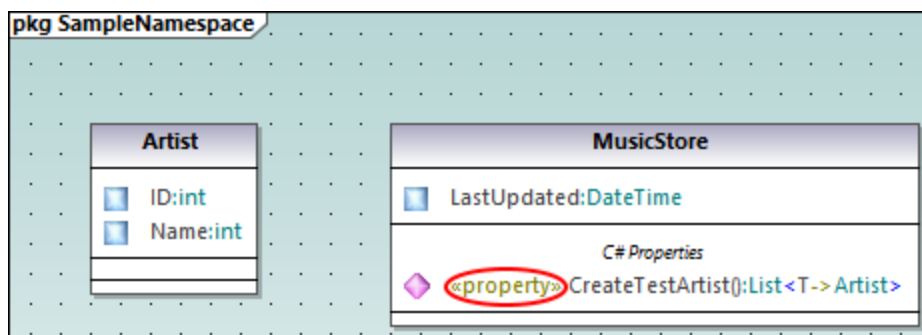 pkg SampleNamespace
Artist
ID:int
Name:int
MusicStore
LastUpdated:DateTime
C# Properties
«property» CreateTestArtist():List<T->Artist>